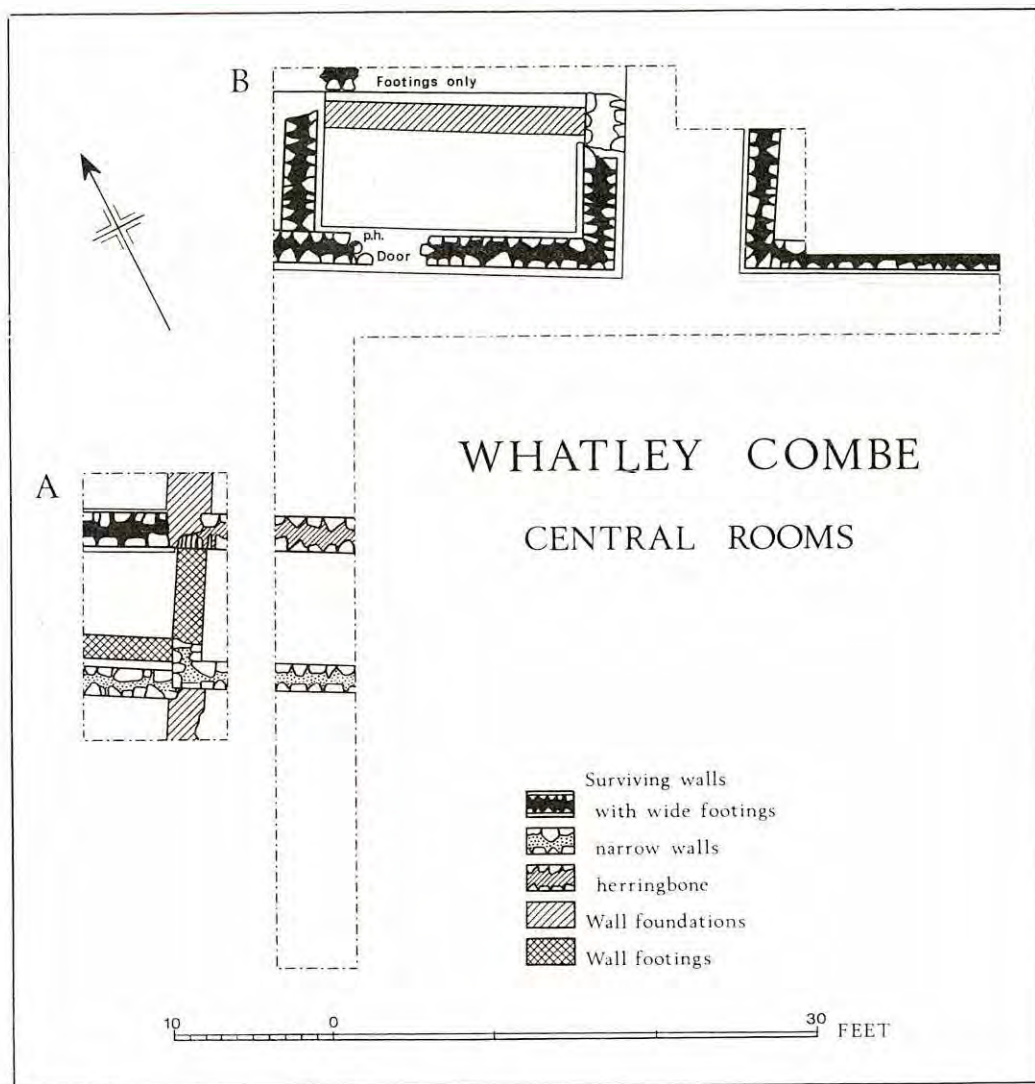 B
Footings only
p.h.
Door
A
WHATLEY COMBE
CENTRAL ROOMS
Surviving walls
with wide footings
narrow walls
herringbone
Wall foundations
Wall footings
10 0 30 FEET